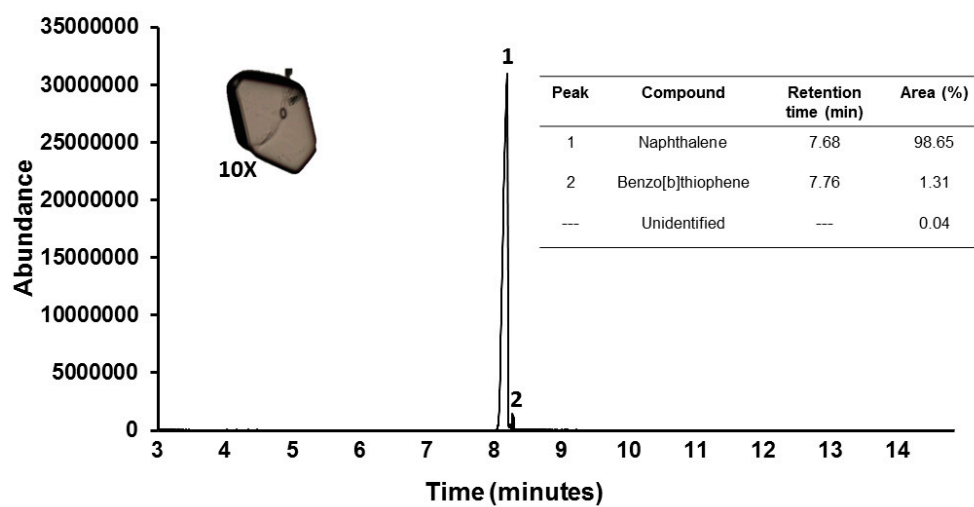 35000000
30000000
25000000
20000000
15000000
10000000
5000000
0
Abundance
10X
1
2
3 4 5 6 7 8 9 10 11 12 13 14
Time (minutes)
Peak Compound Retention time (min) Area (%)
1 Naphthalene 7.68 98.65
2 Benzo[b]thiophene 7.76 1.31
--- Unidentified --- 0.04